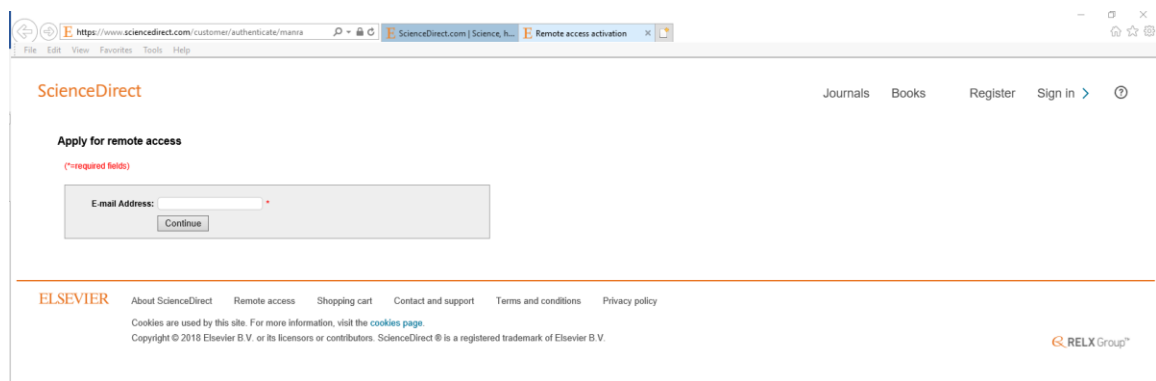 https://www.sciencedirect.com/customer/authenticate/manra
ScienceDirect.com | Science, h...
Remote access activation
File Edit View Favorites Tools Help
ScienceDirect
Journals Books Register Sign in
Apply for remote access
(*=required fields)
E-mail Address: *
Continue
ELSEVIER About ScienceDirect Remote access Shopping cart Contact and support Terms and conditions Privacy policy
Cookies are used by this site. For more information, visit the cookies page.
Copyright © 2018 Elsevier B.V. or its licensors or contributors. ScienceDirect ® is a registered trademark of Elsevier B.V.
RELX Group™